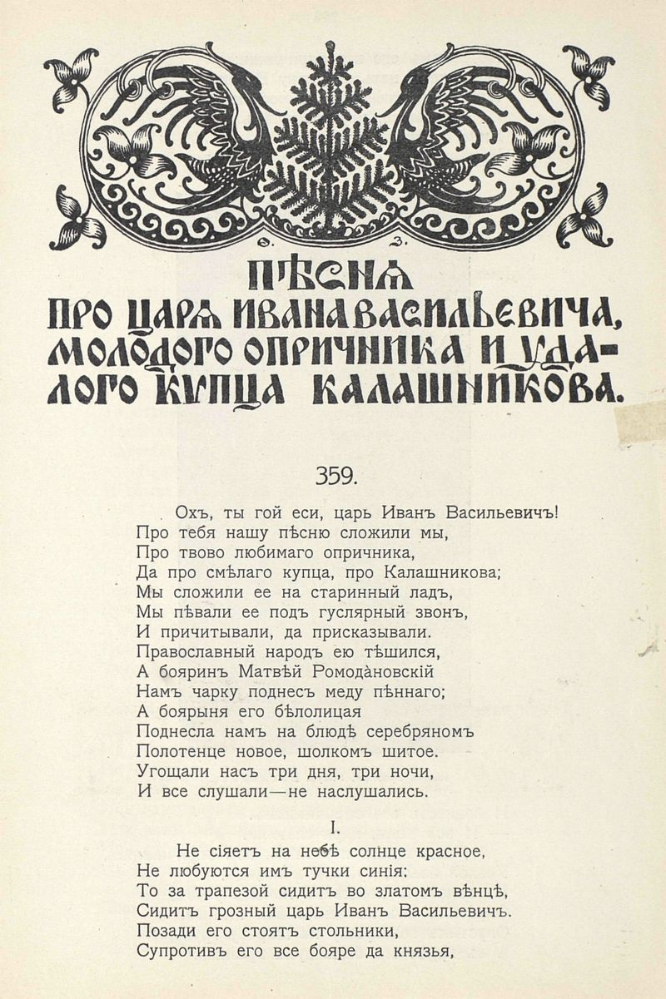 Ѳ. З.
ПѢСНЯ
ПРО ЦАРЯ ИВАНА ВАСИЛЬЕВИЧА,
МОЛОДОГО ОПРИЧНИКА И УДА-
ЛОГО КУПЦА КАЛАШНИКОВА.
359.
Охъ, ты гой еси, царь Иванъ Васильевичъ!
Про тебя нашу пѣсню сложили мы,
Про твово любимаго опричника,
Да про смѣлаго купца, про Калашникова;
Мы сложили ее на старинный ладъ,
Мы пѣвали ее подъ гуслярный звонъ,
И причитывали, да присказывали.
Православный народъ ею тѣшился,
А бояринъ Матвѣй Ромода̀новскій
Намъ чарку поднесъ меду пѣннаго;
А боярыня его бѣлолицая
Поднесла намъ на блюдѣ серебряномъ
Полотенце новое, шолкомъ шитое.
Угощали насъ три дня, три ночи,
И все слушали—не наслушались.
I.
Не сіяетъ на небѣ солнце красное,
Не любуются имъ тучки синія:
То за трапезой сидитъ во златомъ вѣнцѣ,
Сидитъ грозный царь Иванъ Васильевичъ.
Позади его стоятъ стольники,
Супротивъ его все бояре да князья,